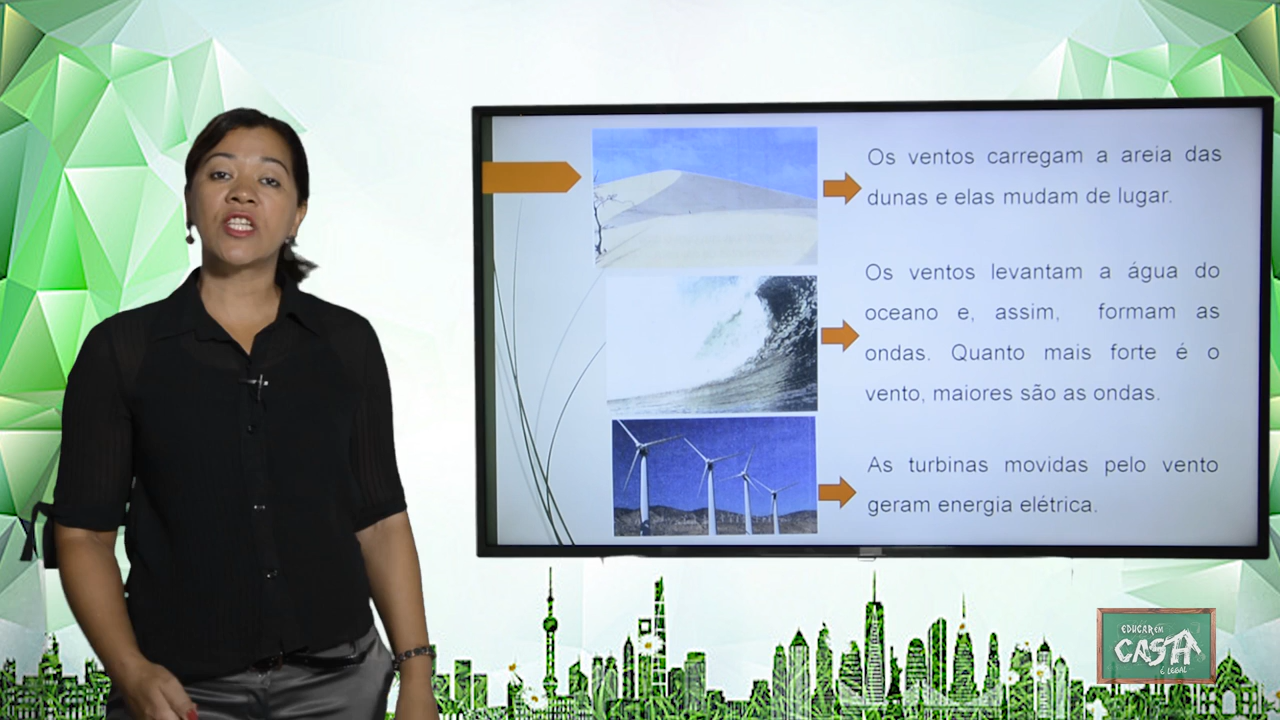 Os ventos carregam a areia das
dunas e elas mudam de lugar.
Os ventos levantam a água do
oceano e, assim, formam as
ondas. Quanto mais forte é o
vento, maiores são as ondas.
As turbinas movidas pelo vento
geram energia elétrica.
EDUCAR EM
CASA
É LEGAL